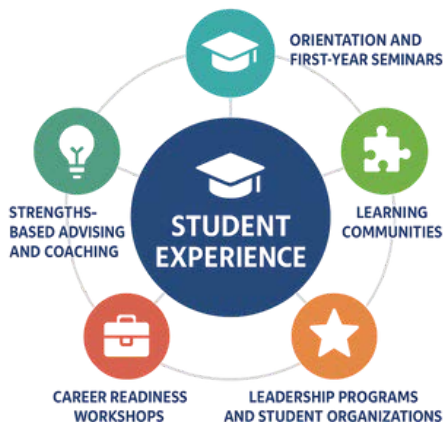 ORIENTATION AND
FIRST-YEAR SEMINARS
LEARNING
COMMUNITIES
LEADERSHIP PROGRAMS
AND STUDENT ORGANIZATIONS
CAREER READINESS
WORKSHOPS
STRENGTHS-
BASED ADVISING
AND COACHING
STUDENT
EXPERIENCE